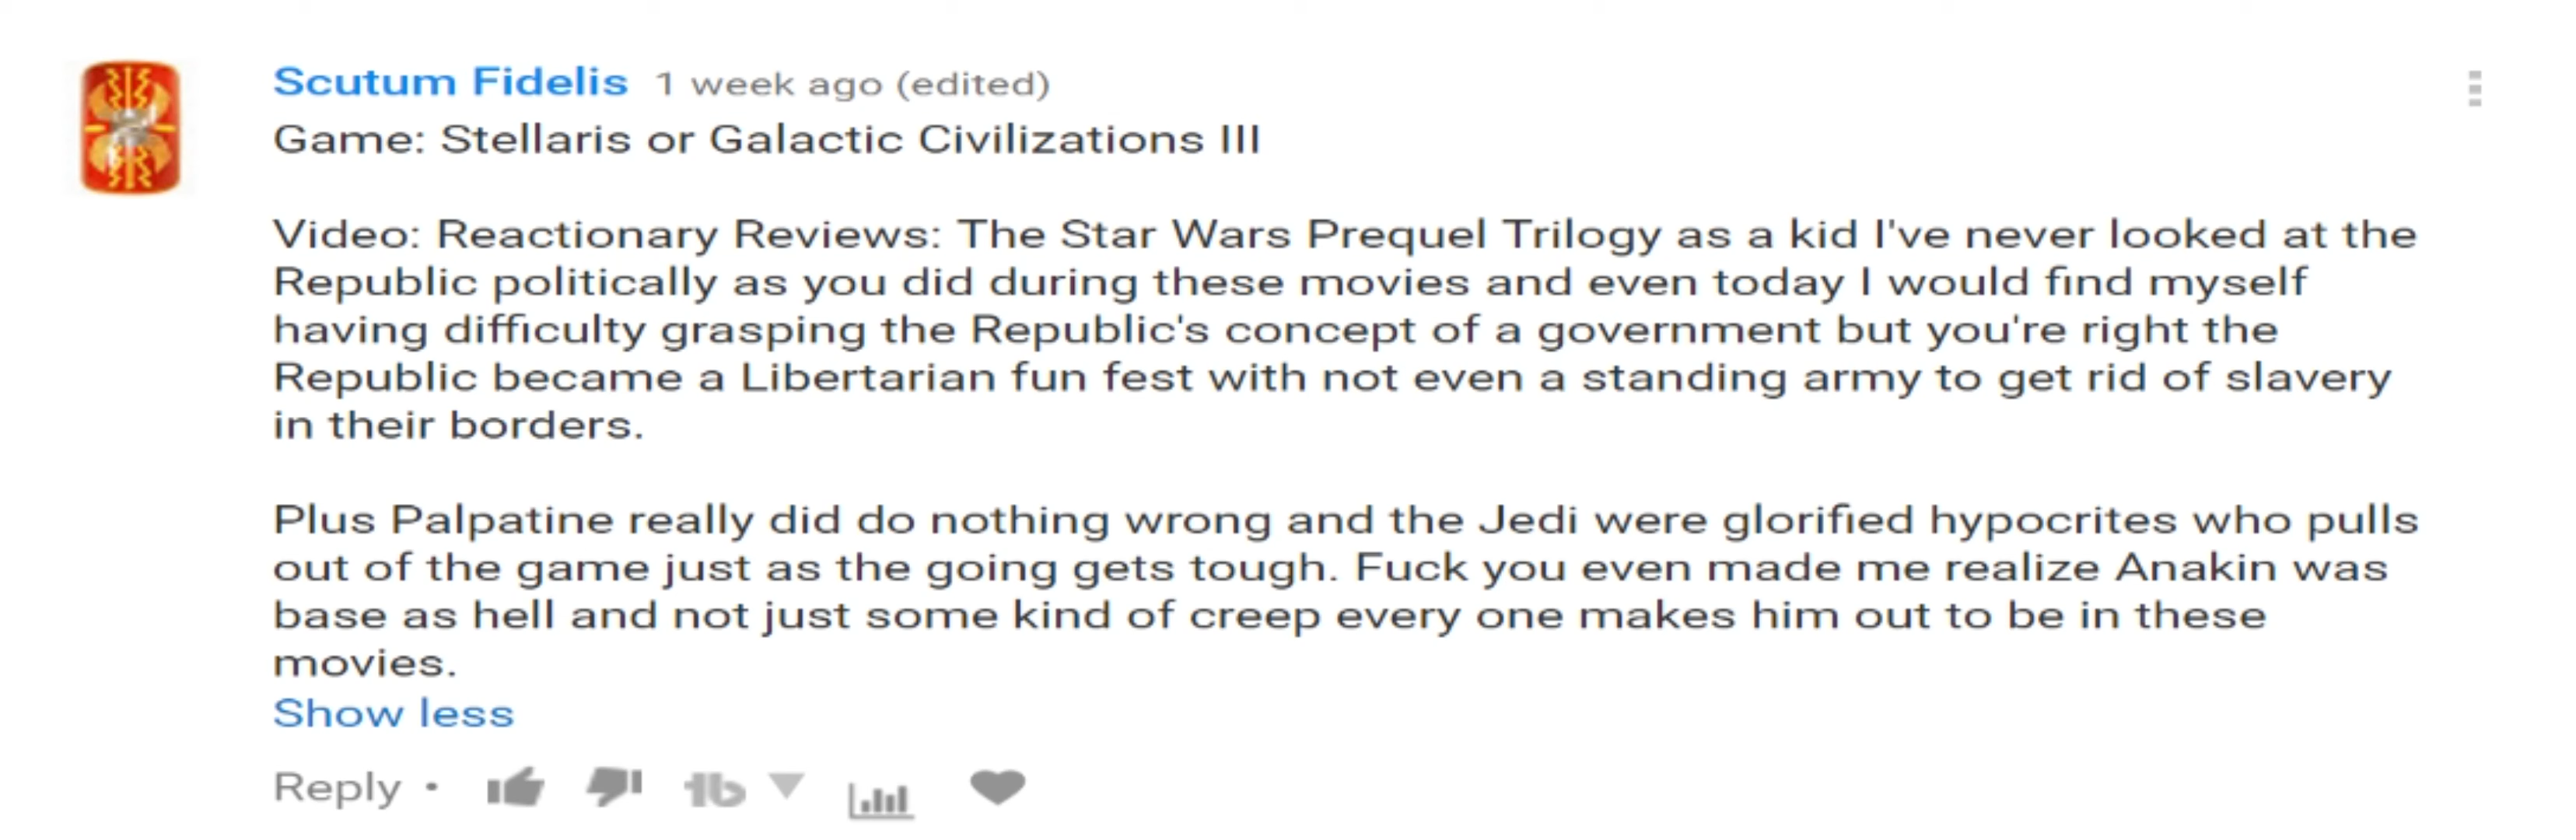 Scutum Fidelis 1 week ago (edited)
Game: Stellaris or Galactic Civilizations III
Video: Reactionary Reviews: The Star Wars Prequel Trilogy as a kid I've never looked at the
Republic politically as you did during these movies and even today I would find myself
having difficulty grasping the Republic's concept of a government but you're right the
Republic became a Libertarian fun fest with not even a standing army to get rid of slavery
in their borders.
Plus Palpatine really did do nothing wrong and the Jedi were glorified hypocrites who pulls
out of the game just as the going gets tough. Fuck you even made me realize Anakin was
base as hell and not just some kind of creep every one makes him out to be in these
movies.
Show less
Reply •